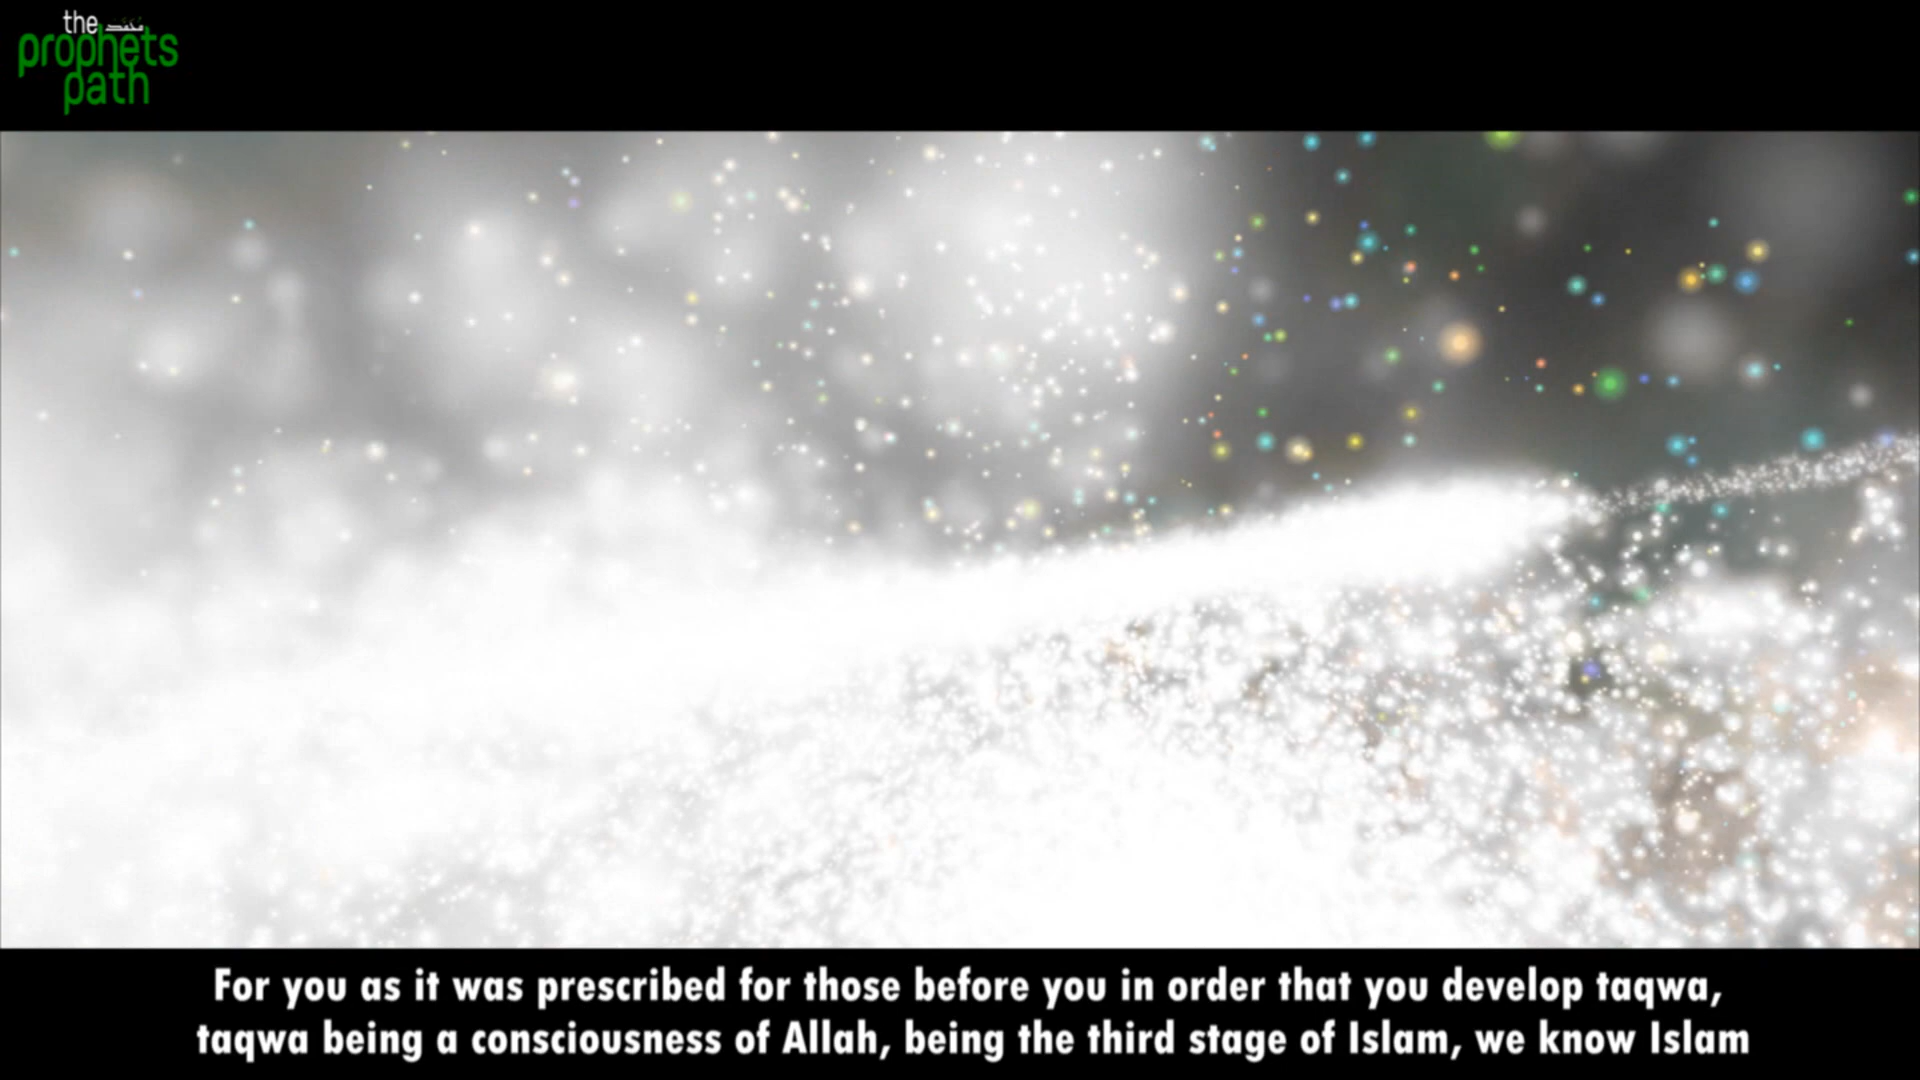 the محمد
prophets
path
For you as it was prescribed for those before you in order that you develop taqwa,
taqwa being a consciousness of Allah, being the third stage of Islam, we know Islam